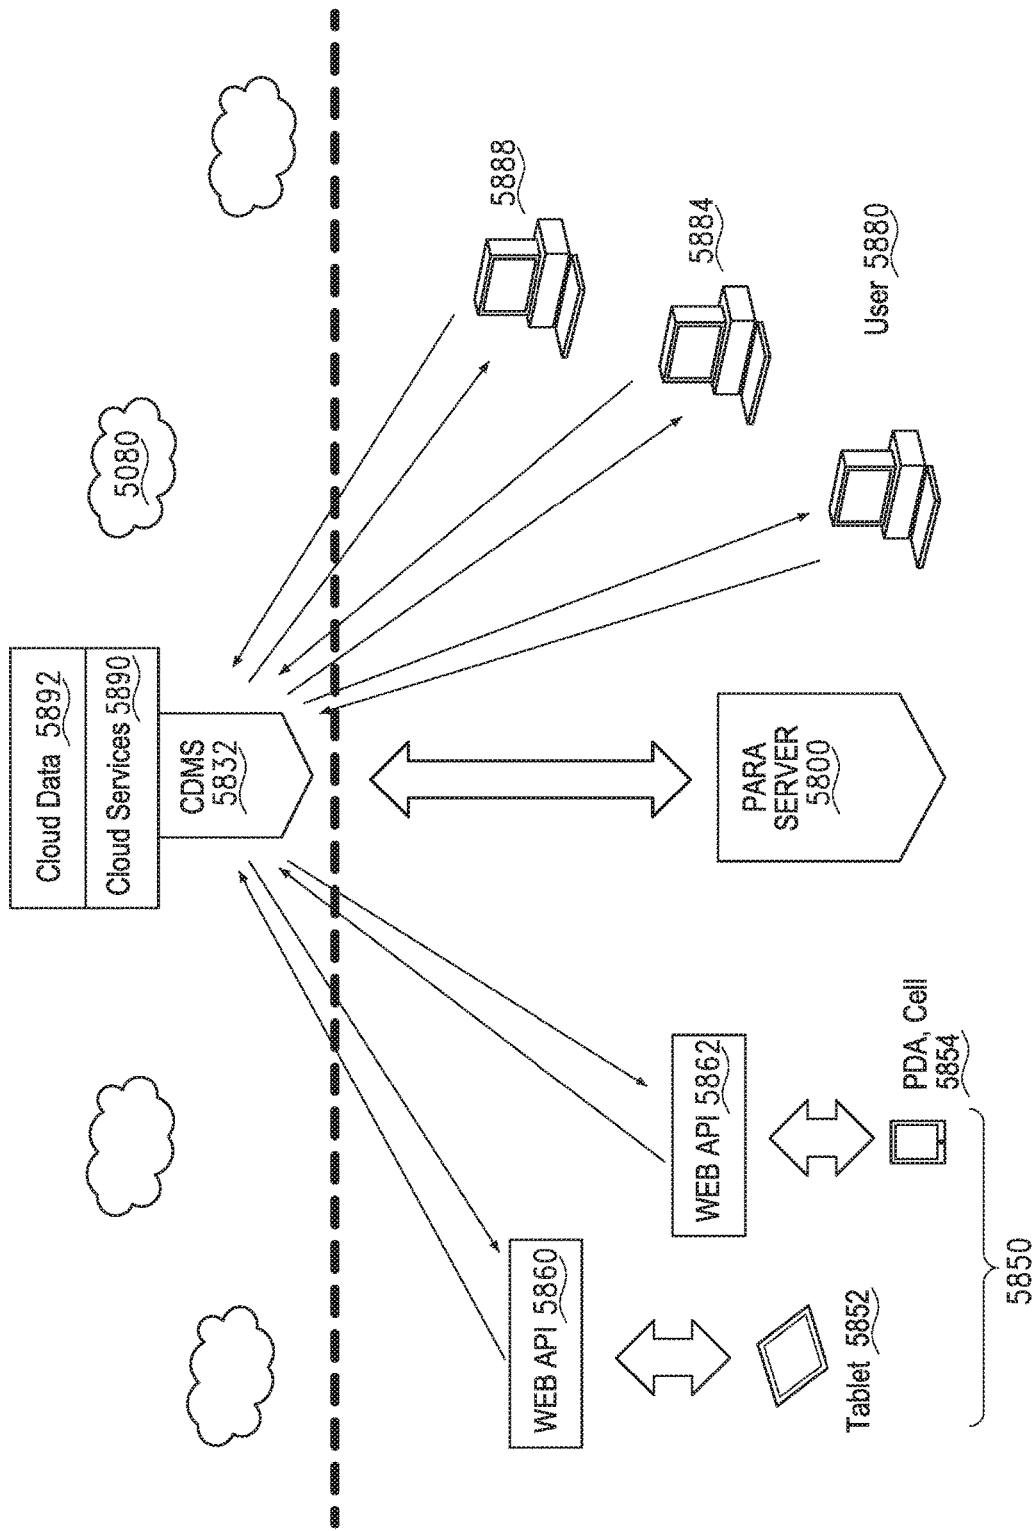 Cloud Data 5892
Cloud Services 5890
CDMS
5832
5080
5888
5884
User 5880
PARA
SERVER
5800
WEB API 5860
WEB API 5862
Tablet 5852
PDA, Cell
5854
5850